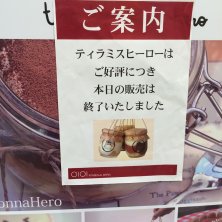 ご案内
ティラミスヒーローは
ご好評につき
本日の販売は
終了いたしました
OIOI
onnaHero